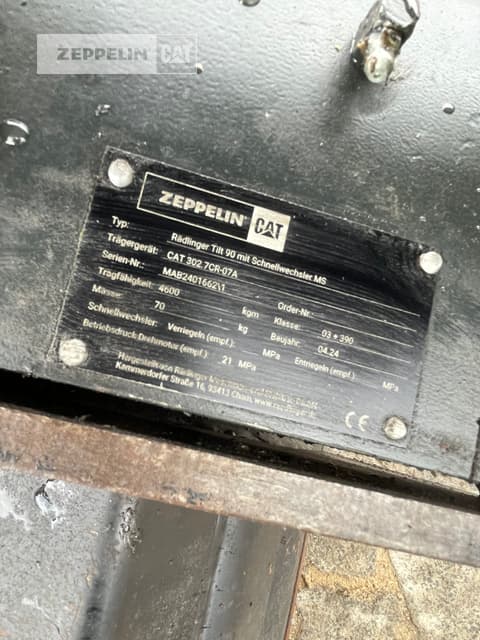 ZEPPELIN CAT
ZEPPELIN CAT
Typ: Rädlinger Tilt 90 mit Schnellwechsler MS
Trägergerät: CAT 302.7CR-07A
Serien-Nr.: MAB2401662\1 Order-Nr.:
Tragfähigkeit: 4600 kgm Klasse: 03 + 390
Masse: 70 kg Baujahr: 04.24
Schnellwechsler: Verriegeln (empf.) MPa Entriegeln (empf.) MPa
Betriebsdruck Drehmotor (empf.) 21 MPa
Hergestellt
Kammerdorfer Straße 16, 93413 Cham, www.
CE